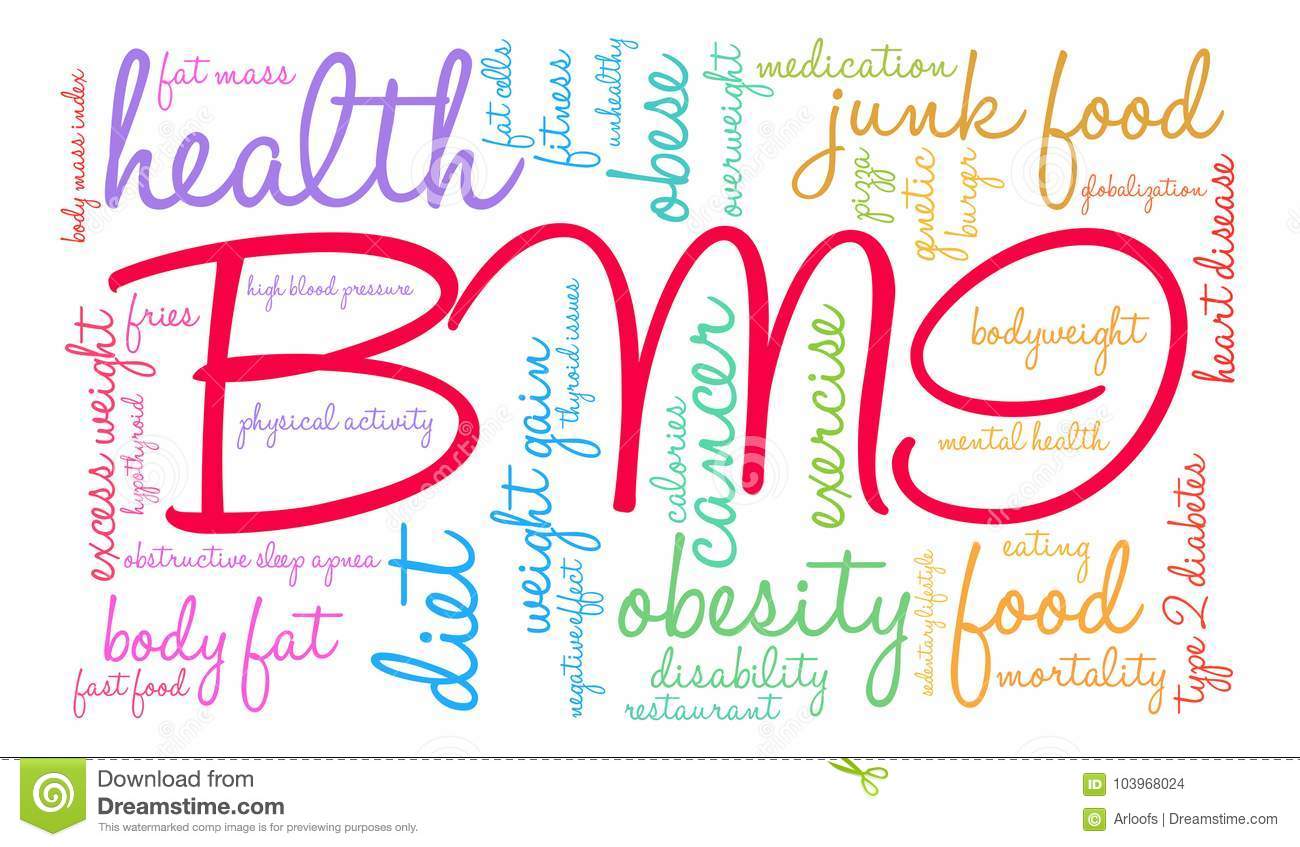 health
fat mass
body mass index
fat cells
fitness
unhealthy
obese
overweight
medication
junk food
pizza
genetic
burgr
globalization
heart disease
BMI
high blood pressure
physical activity
fries
excess weight
hypothyroid
thyroid issues
weight gain
calories
cancer
exercise
bodyweight
mental health
obstructive sleep apnea
body fat
fast food
diet
negative effect
obesity
disability
restaurant
sedentary lifestyle
eating
food
mortality
type 2 diabetes
Download from
Dreamstime.com
This watermarked comp image is for previewing purposes only.
ID 103968024
© Arloofs | Dreamstime.com